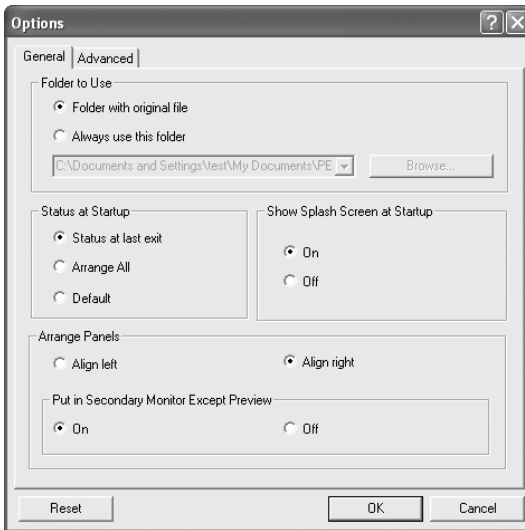 Options
General Advanced
Folder to Use
Folder with original file
Always use this folder
C:\Documents and Settings\test\My Documents\PE Browse...
Status at Startup
Status at last exit
Arrange All
Default
Show Splash Screen at Startup
On
Off
Arrange Panels
Align left Align right
Put in Secondary Monitor Except Preview
On Off
Reset OK Cancel